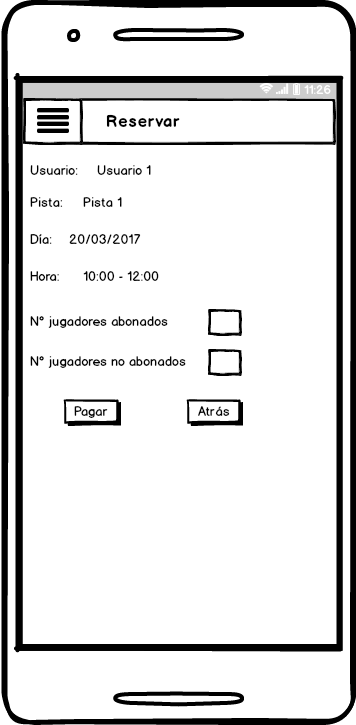 11:26
Reservar
Usuario: Usuario 1
Pista: Pista 1
Día: 20/03/2017
Hora: 10:00 - 12:00
Nº jugadores abonados
Nº jugadores no abonados
Pagar Atrás